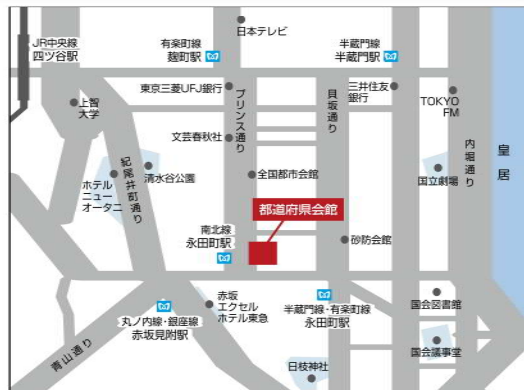 日本テレビ
JR中央線
四ツ谷駅
有楽町線
麹町駅
半蔵門線
半蔵門駅
東京三菱UFJ銀行
三井住友
銀行
上智
大学
TOKYO
FM
プリンス通り
貝坂通り
内堀通り
皇居
文芸春秋社
紀尾井町通り
清水谷公園
全国都市会館
国立劇場
ホテル
ニュー
オータニ
都道府県会館
南北線
永田町駅
砂防会館
赤坂
エクセル
ホテル東急
半蔵門線・有楽町線
永田町駅
国会図書館
丸ノ内線・銀座線
赤坂見附駅
青山通り
国会議事堂
日枝神社